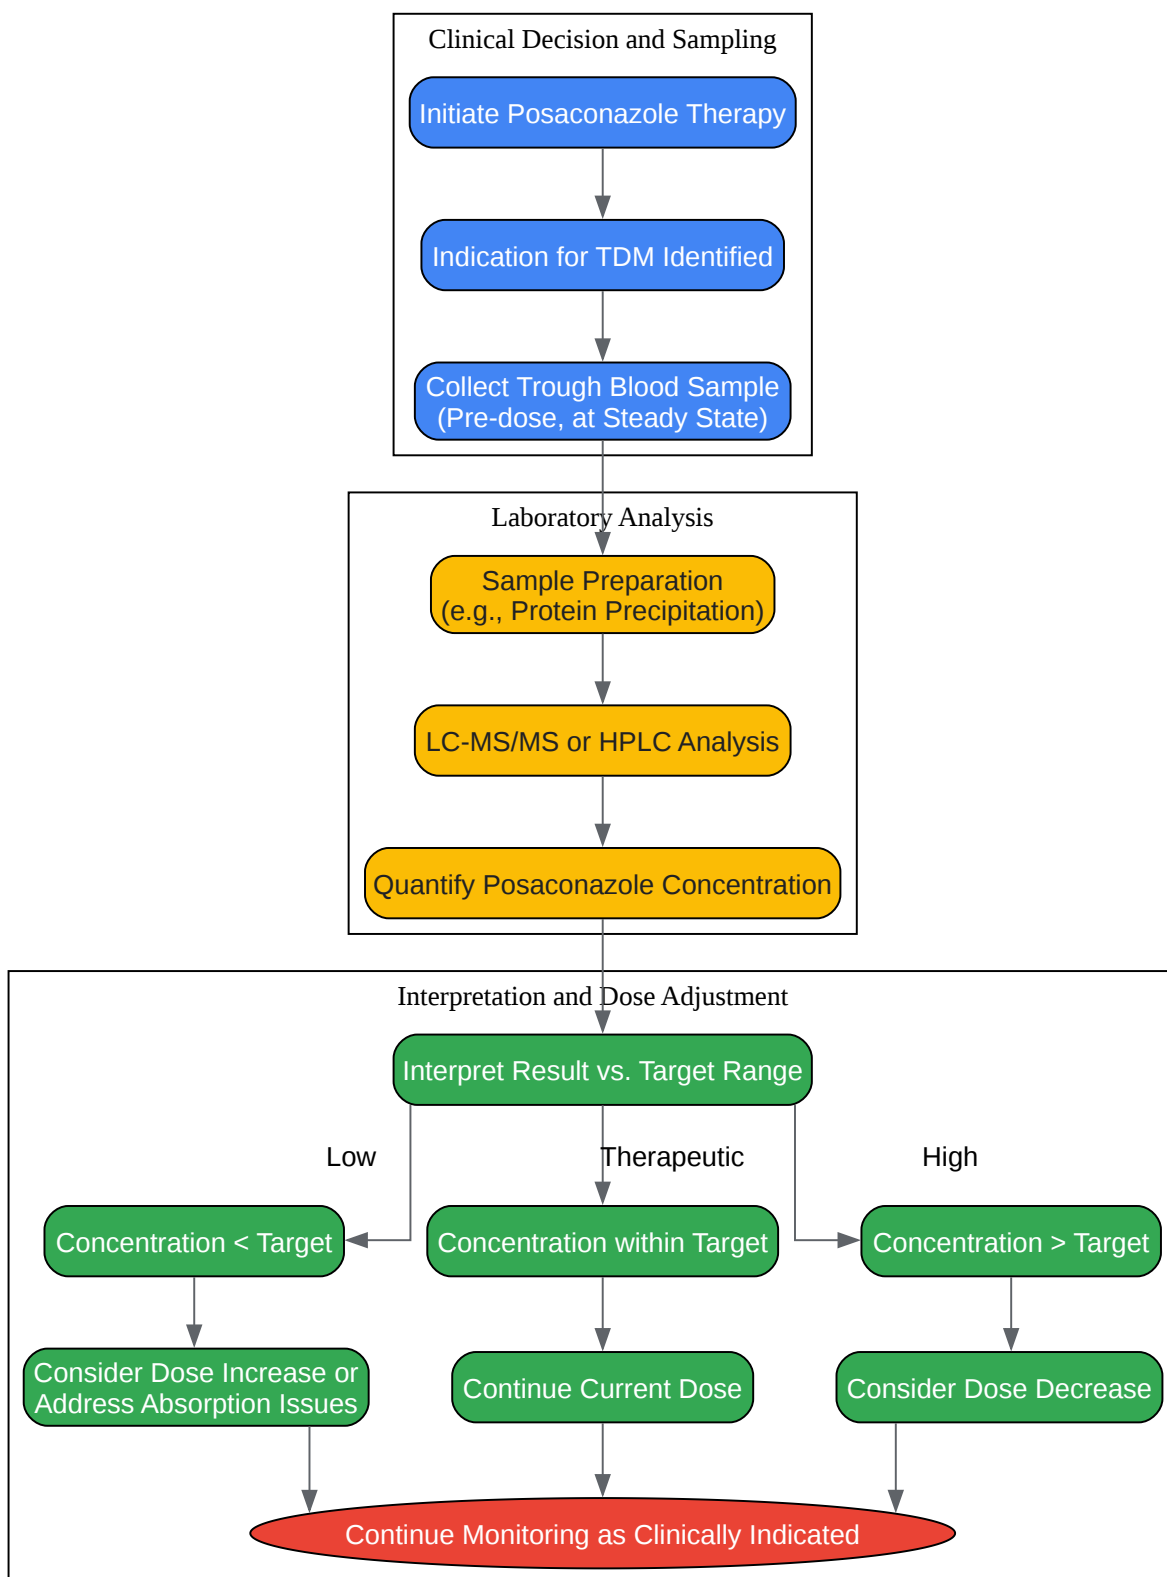 Clinical Decision and Sampling
Initiate Posaconazole Therapy
Indication for TDM Identified
Collect Trough Blood Sample
(Pre-dose, at Steady State)
Laboratory Analysis
Sample Preparation
(e.g., Protein Precipitation)
LC-MS/MS or HPLC Analysis
Quantify Posaconazole Concentration
Interpretation and Dose Adjustment
Interpret Result vs. Target Range
Low
Therapeutic
High
Concentration < Target
Concentration within Target
Concentration > Target
Consider Dose Increase or
Address Absorption Issues
Continue Current Dose
Consider Dose Decrease
Continue Monitoring as Clinically Indicated